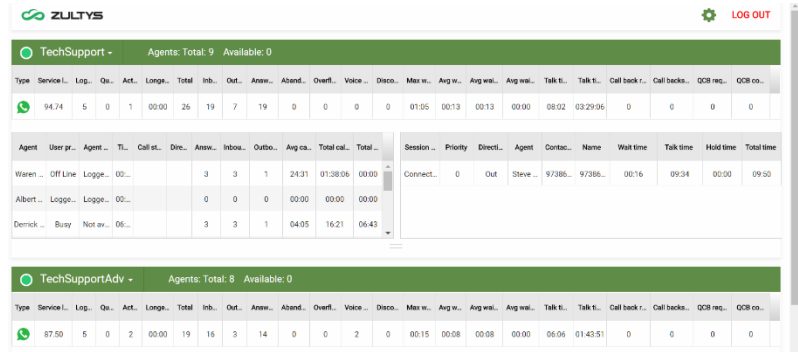 ZULTYS LOG OUT
TechSupport Agents: Total: 9 Available: 0
Type Service l... Log... Qu... Act... Longe... Total Inb... Out... Answ... Aband... Overfl... Voice ... Disco... Max w... Avg w... Avg wai... Avg wai... Talk ti... Talk ti... Call back r... Call backs... QCB req... QCB co...
94.74 5 0 1 00:00 26 19 7 19 0 0 0 0 01:05 00:13 00:13 00:00 08:02 03:29:06 0 0 0 0
Agent User pr... Agent ... Ti... Call st... Dire... Answ... Inbou... Outbo... Avg ca... Total cal... Total ... Session ... Priority Directi... Agent Contac... Name Wait time Talk time Hold time Total time
Waren ... Off Line Logge... 00:... 3 3 1 24:31 01:38:06 00:00 Connect... 0 Out Steve ... 97386... 97386... 00:16 09:34 00:00 09:50
Albert ... Logge... Logge... 00:... 0 0 0 00:00 00:00 00:00
Derrick ... Busy Not av... 06:... 3 3 1 04:05 16:21 06:43
TechSupportAdv Agents: Total: 8 Available: 0
Type Service l... Log... Qu... Act... Longe... Total Inb... Out... Answ... Aband... Overfl... Voice ... Disco... Max w... Avg w... Avg wai... Avg wai... Talk ti... Talk ti... Call back r... Call backs... QCB req... QCB co...
87.50 5 0 2 00:00 19 16 3 14 0 0 2 0 00:15 00:08 00:08 00:00 06:06 01:43:51 0 0 0 0